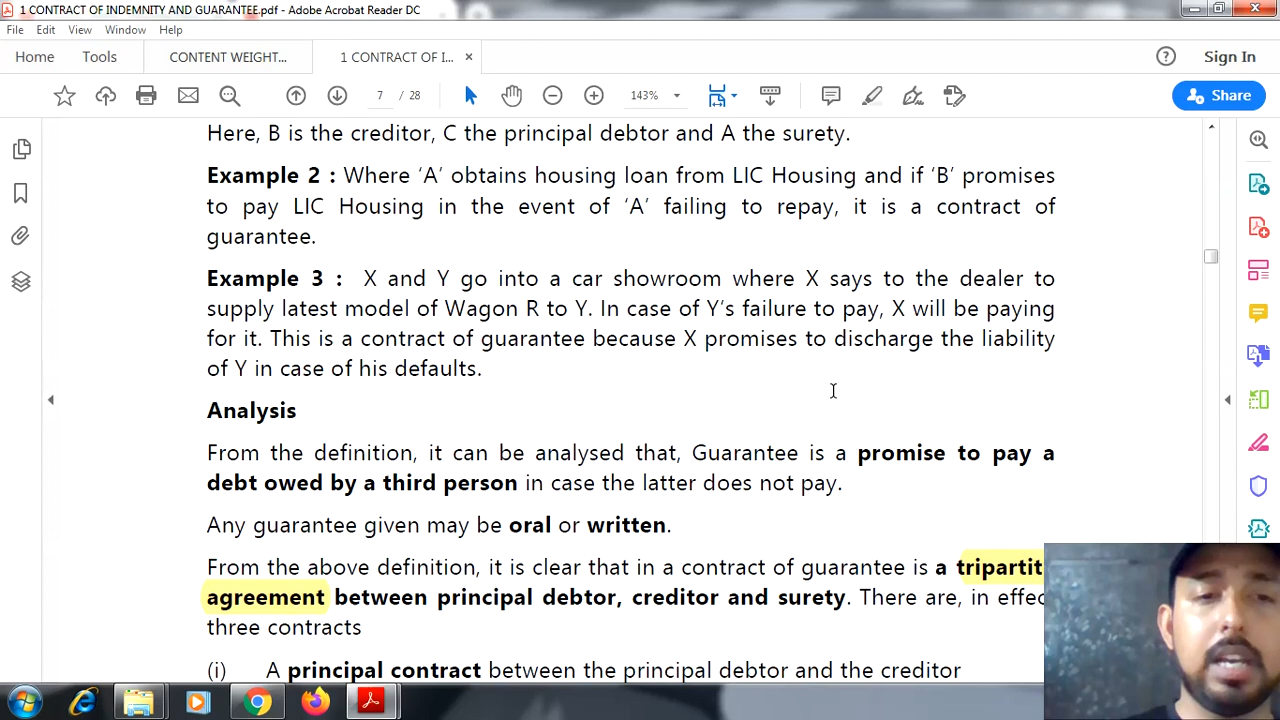 1 CONTRACT OF INDEMNITY AND GUARANTEE.pdf - Adobe Acrobat Reader DC
File Edit View Window Help
Home Tools CONTENT WEIGHT... 1 CONTRACT OF I... × Sign In
7 / 28 143% Share
Here, B is the creditor, C the principal debtor and A the surety.
Example 2 : Where ‘A’ obtains housing loan from LIC Housing and if ‘B’ promises
to pay LIC Housing in the event of ‘A’ failing to repay, it is a contract of
guarantee.
Example 3 : X and Y go into a car showroom where X says to the dealer to
supply latest model of Wagon R to Y. In case of Y’s failure to pay, X will be paying
for it. This is a contract of guarantee because X promises to discharge the liability
of Y in case of his defaults.
Analysis
From the definition, it can be analysed that, Guarantee is a promise to pay a
debt owed by a third person in case the latter does not pay.
Any guarantee given may be oral or written.
From the above definition, it is clear that in a contract of guarantee is a tripartit
agreement between principal debtor, creditor and surety. There are, in effec
three contracts
(i) A principal contract between the principal debtor and the creditor